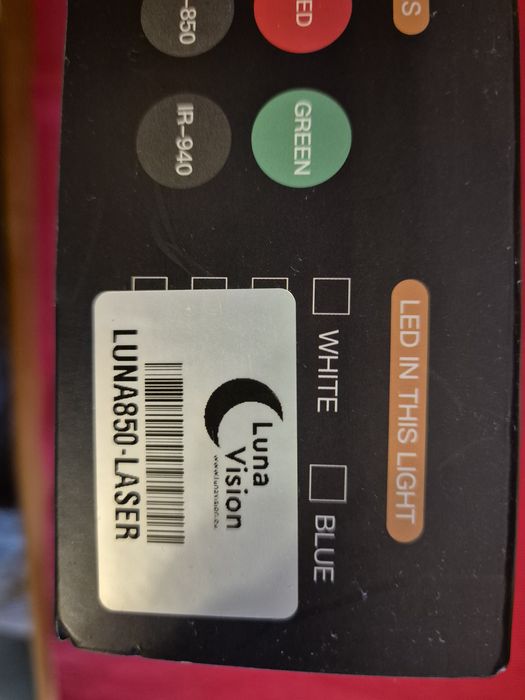 S
ED
-850
GREEN
IR-940
LED IN THIS LIGHT
WHITE
BLUE
Luna
Vision
LUNA850-LASER